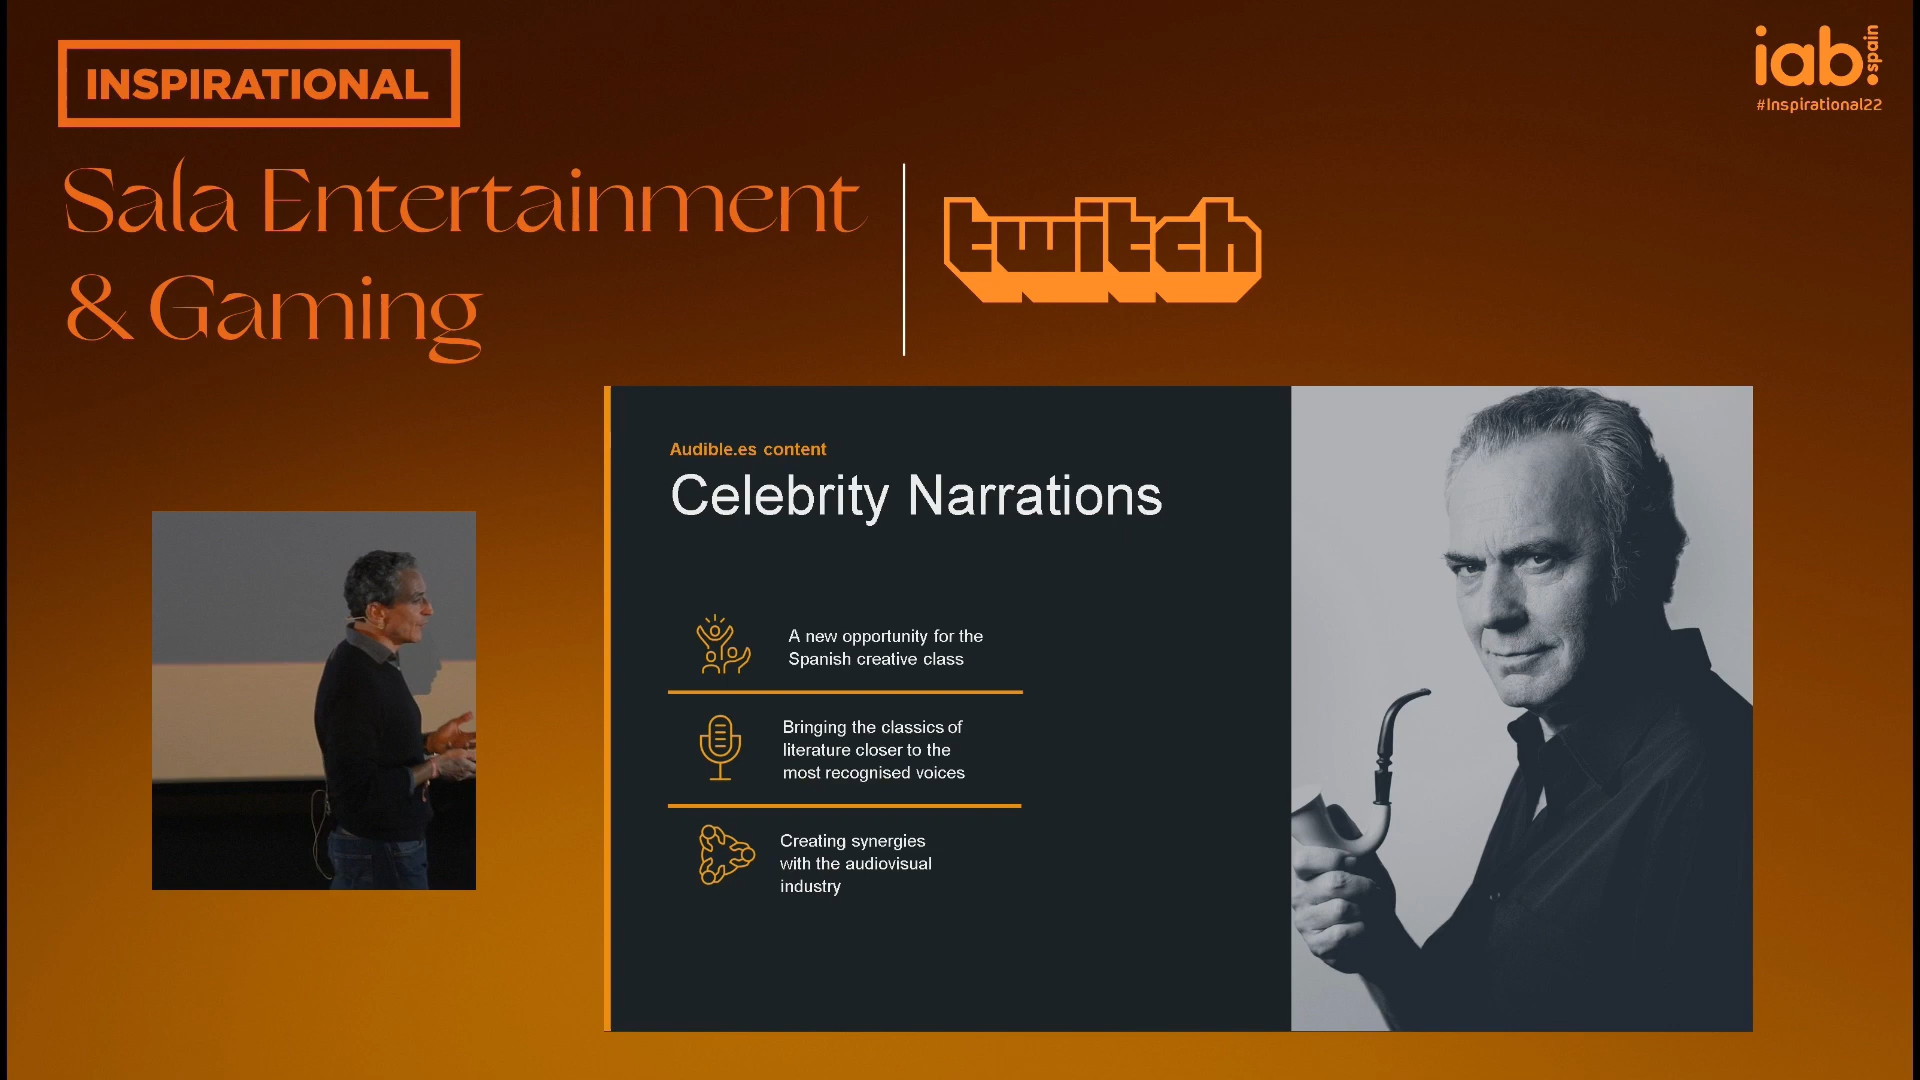 INSPIRATIONAL
iab.spain
#Inspirational22
Sala Entertainment
& Gaming
twitch
Audible.es content
Celebrity Narrations
A new opportunity for the
Spanish creative class
Bringing the classics of
literature closer to the
most recognised voices
Creating synergies
with the audiovisual
industry